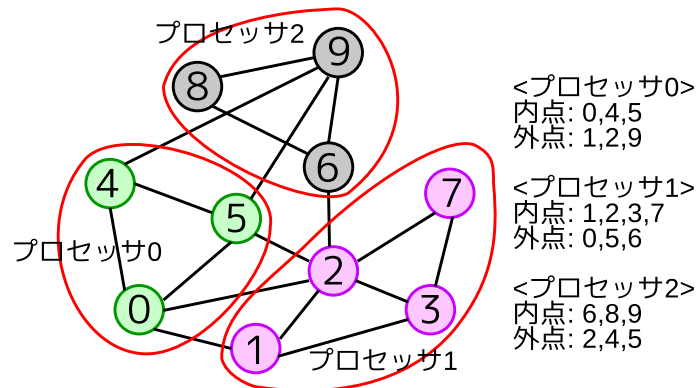 プロセッサ2
9
8
6
4
5
7
プロセッサ0
2
0
3
1
プロセッサ1
<プロセッサ0>
内点: 0,4,5
外点: 1,2,9
<プロセッサ1>
内点: 1,2,3,7
外点: 0,5,6
<プロセッサ2>
内点: 6,8,9
外点: 2,4,5